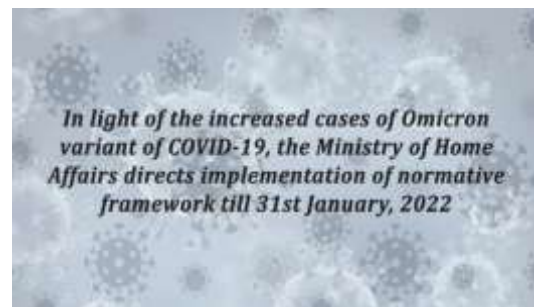 In light of the increased cases of Omicron
variant of COVID-19, the Ministry of Home
Affairs directs implementation of normative
framework till 31st January, 2022